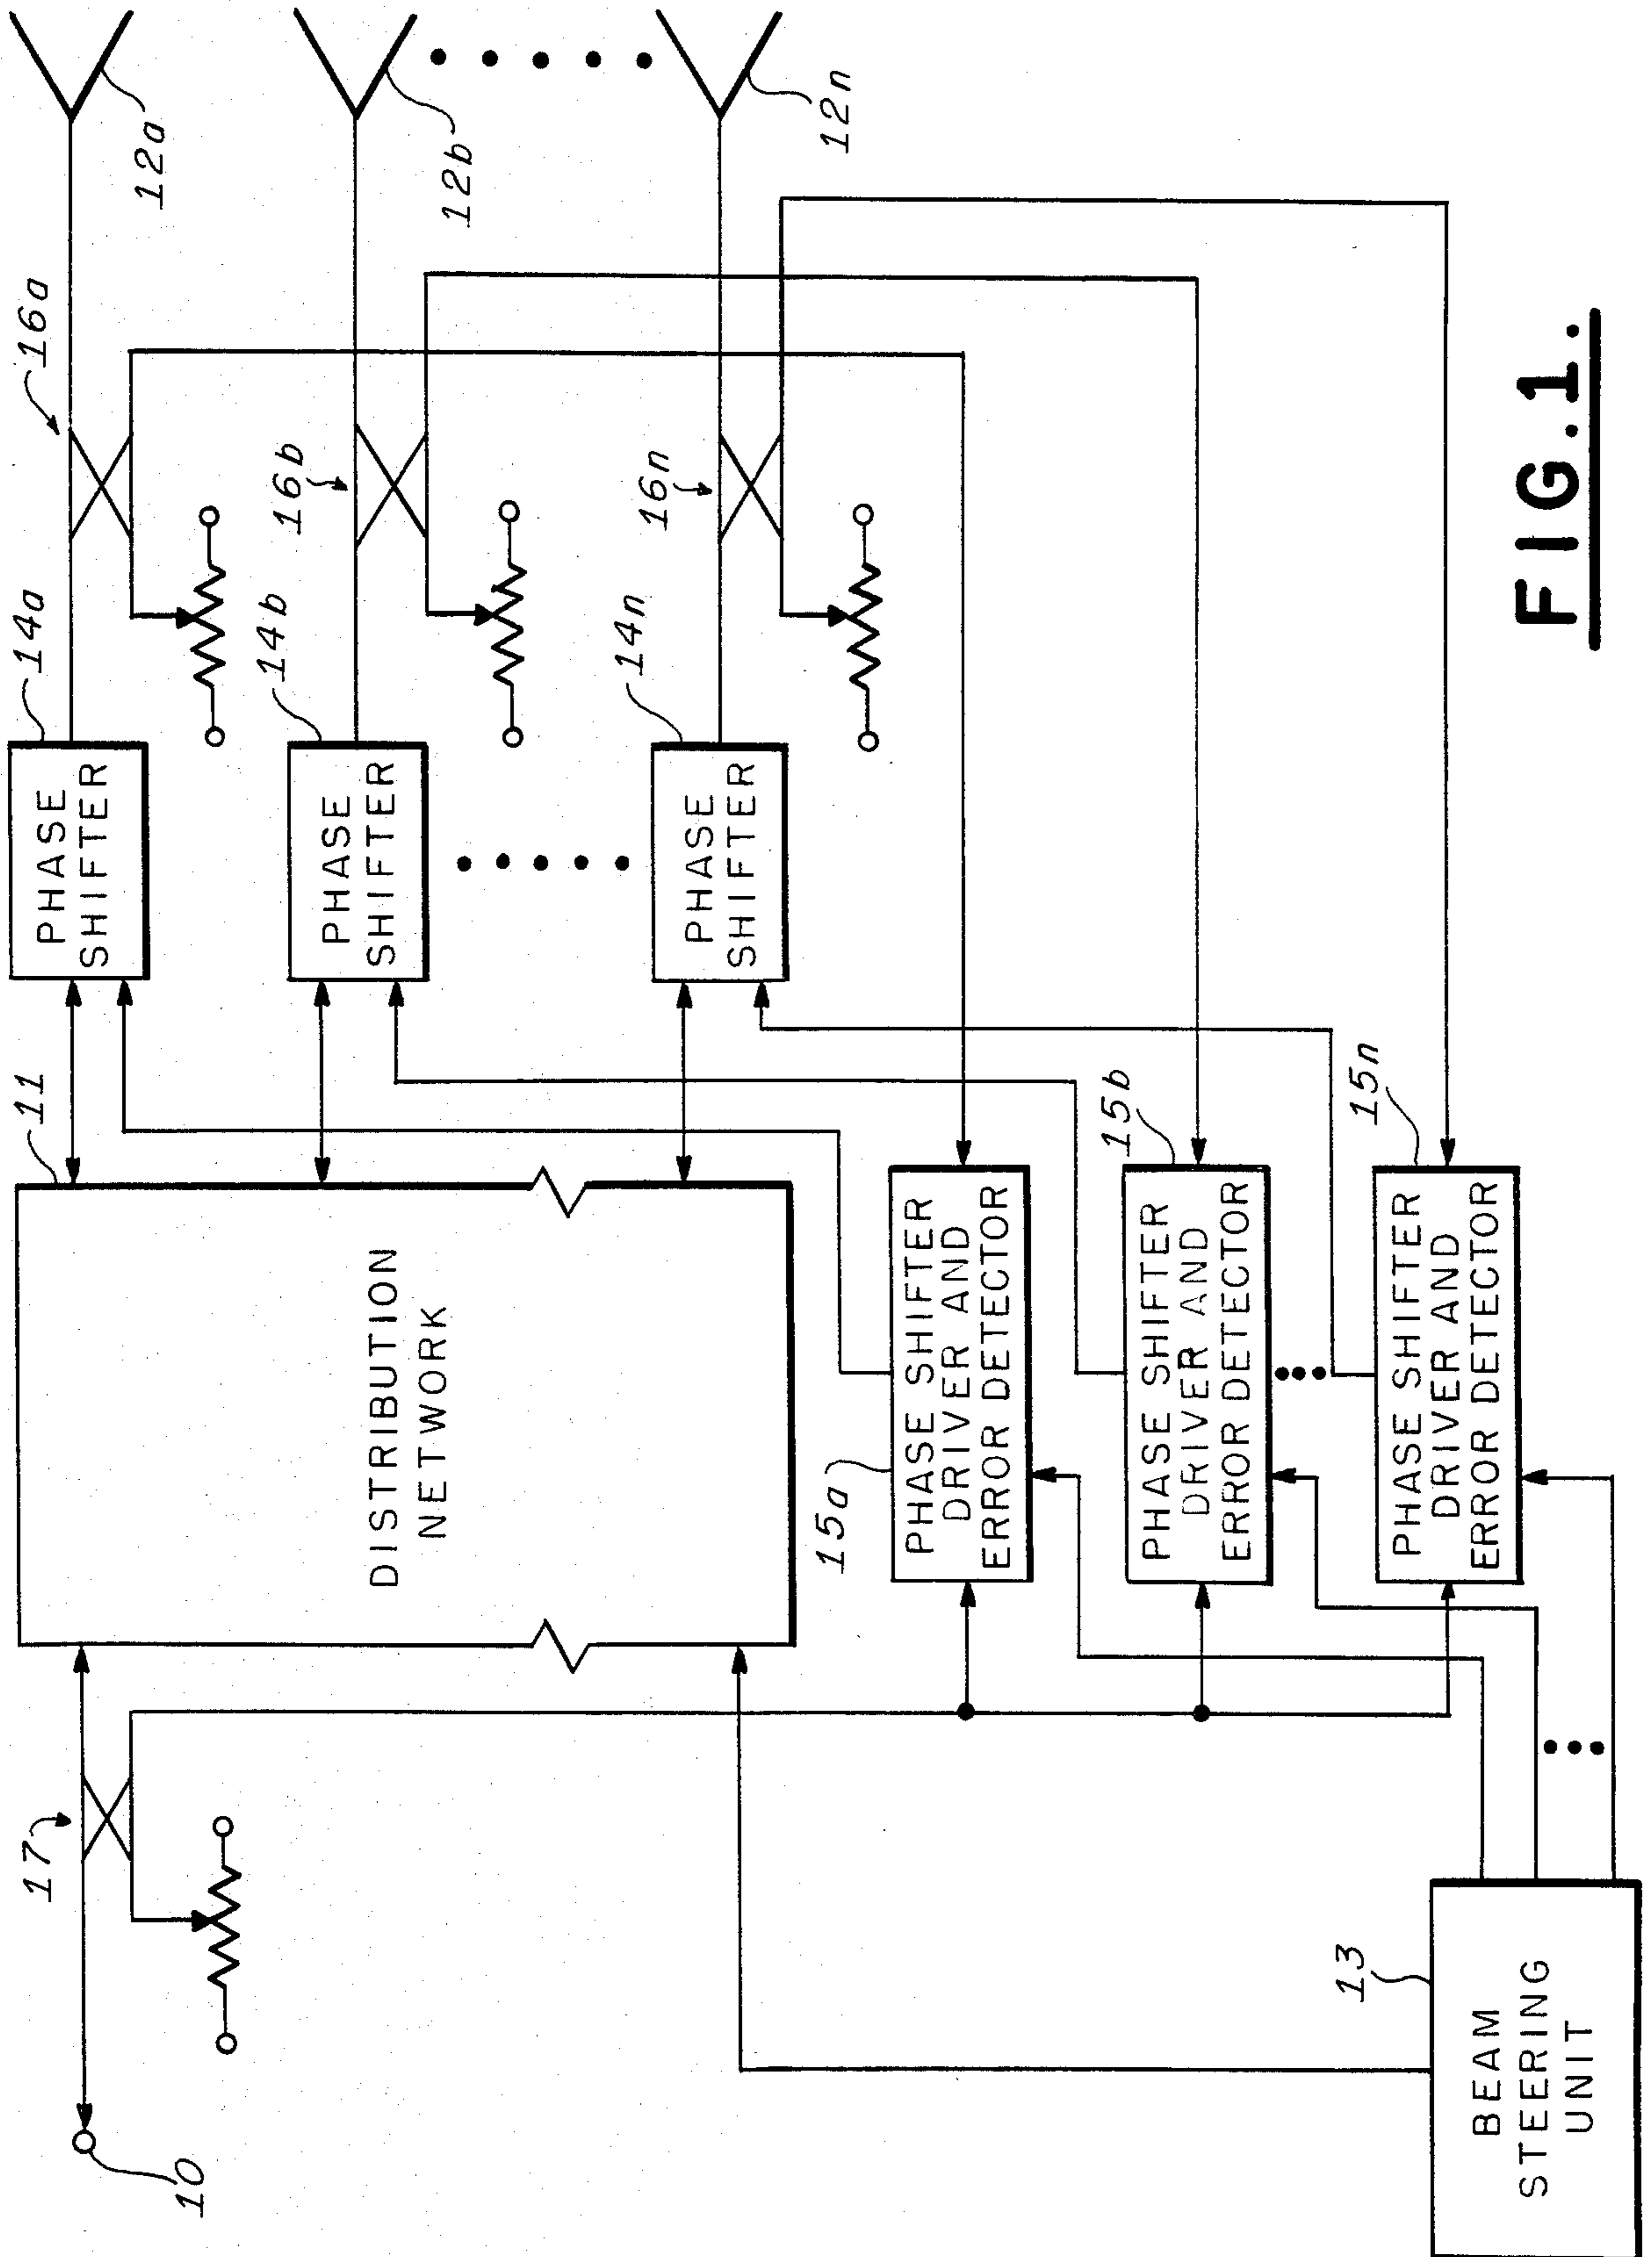 12a
12b
12n
16a
16b
16n
14a
14b
14n
PHASE
SHIFTER
PHASE
SHIFTER
PHASE
SHIFTER
11
DISTRIBUTION
NETWORK
15a
PHASE SHIFTER
DRIVER AND
ERROR DETECTOR
15b
PHASE SHIFTER
DRIVER AND
ERROR DETECTOR
15n
PHASE SHIFTER
DRIVER AND
ERROR DETECTOR
17
10
13
BEAM
STEERING
UNIT
FIG.1.